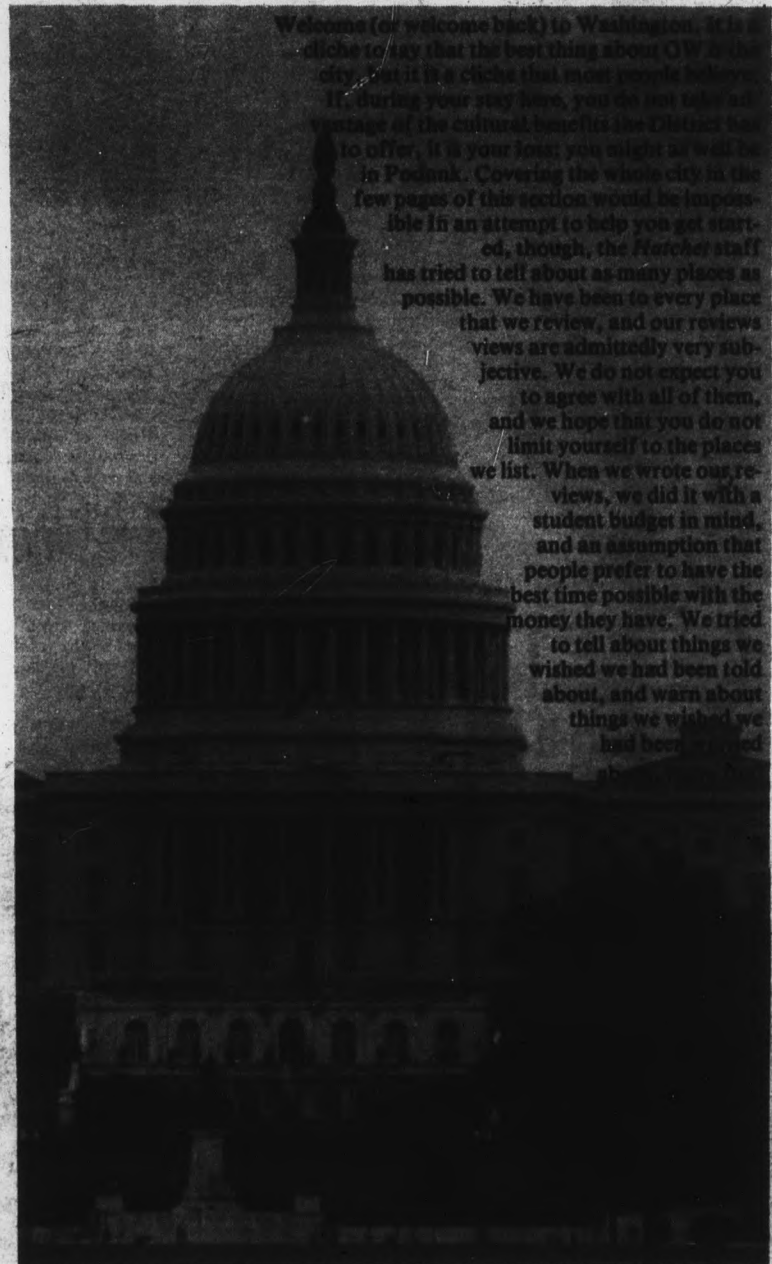 Welcome (or welcome back) to Washington. It is a
cliche to say that the best thing about GW is the
city, but it is a cliche that most people believe.
If, during your stay here, you do not take ad-
vantage of the cultural benefits the District has
to offer, it is your loss; you might as well be
in Podunk. Covering the whole city in the
few pages of this section would be imposs-
ible In an attempt to help you get start-
ed, though, the Hatchet staff
has tried to tell about as many places as
possible. We have been to every place
that we review, and our reviews
views are admittedly very sub-
jective. We do not expect you
to agree with all of them,
and we hope that you do not
limit yourself to the places
we list. When we wrote our re-
views, we did it with a
student budget in mind,
and an assumption that
people prefer to have the
best time possible with the
money they have. We tried
to tell about things we
wished we had been told
about, and warn about
things we wished we
had been warned
about.